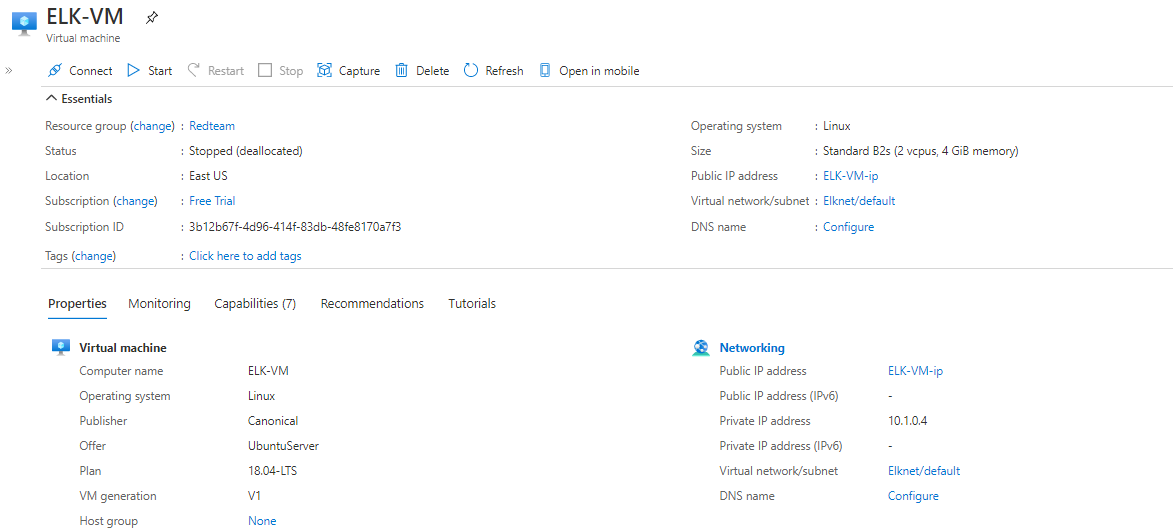 ELK-VM
Virtual machine
» Connect Start Restart Stop Capture Delete Refresh Open in mobile
Essentials
Resource group (change) : Redteam Operating system : Linux
Status : Stopped (deallocated) Size : Standard B2s (2 vcpus, 4 GiB memory)
Location : East US Public IP address : ELK-VM-ip
Subscription (change) : Free Trial Virtual network/subnet : Elknet/default
Subscription ID : 3b12b67f-4d96-414f-83db-48fe8170a7f3 DNS name : Configure
Tags (change) : Click here to add tags
Properties Monitoring Capabilities (7) Recommendations Tutorials
Virtual machine Networking
Computer name ELK-VM Public IP address ELK-VM-ip
Operating system Linux Public IP address (IPv6) -
Publisher Canonical Private IP address 10.1.0.4
Offer UbuntuServer Private IP address (IPv6) -
Plan 18.04-LTS Virtual network/subnet Elknet/default
VM generation V1 DNS name Configure
Host group None